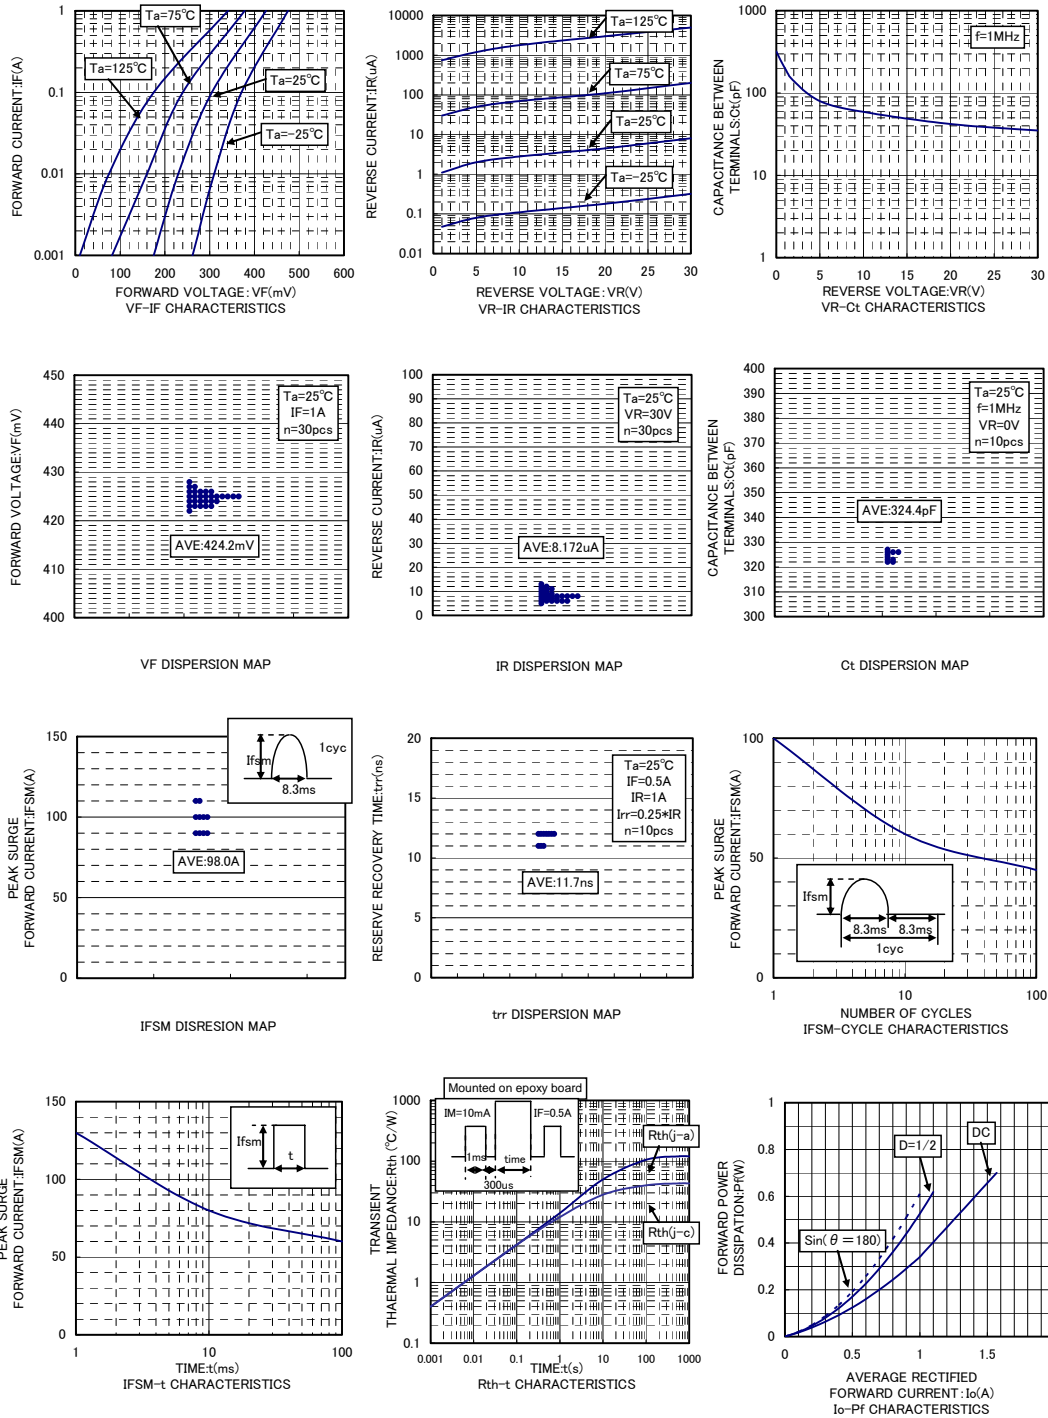 FORWARD CURRENT:IF(A)
1
0.1
0.01
0.001
Ta=75℃
Ta=125℃
Ta=25℃
Ta=-25℃
0 100 200 300 400 500 600
FORWARD VOLTAGE:VF(mV)
VF-IF CHARACTERISTICS
REVERSE CURRENT:IR(uA)
10000
1000
100
10
1
0.1
0.01
Ta=125℃
Ta=75℃
Ta=25℃
Ta=-25℃
0 5 10 15 20 25 30
REVERSE VOLTAGE:VR(V)
VR-IR CHARACTERISTICS
CAPACITANCE BETWEEN
TERMINALS:Ct(pF)
1000
100
10
1
f=1MHz
0 5 10 15 20 25 30
REVERSE VOLTAGE:VR(V)
VR-Ct CHARACTERISTICS
FORWARD VOLTAGE:VF(mV)
450
440
430
420
410
400
Ta=25℃
IF=1A
n=30pcs
AVE:424.2mV
VF DISPERSION MAP
REVERSE CURRENT:IR(uA)
100
90
80
70
60
50
40
30
20
10
0
Ta=25℃
VR=30V
n=30pcs
AVE:8.172uA
IR DISPERSION MAP
CAPACITANCE BETWEEN
TERMINALS:Ct(pF)
400
390
380
370
360
350
340
330
320
310
300
Ta=25℃
f=1MHz
VR=0V
n=10pcs
AVE:324.4pF
Ct DISPERSION MAP
PEAK SURGE
FORWARD CURRENT:IFSM(A)
150
100
50
0
Ifsm
1cyc
8.3ms
AVE:98.0A
IFSM DISRESION MAP
RESERVE RECOVERY TIME:trr(ns)
20
15
10
5
0
Ta=25℃
IF=0.5A
IR=1A
Irr=0.25*IR
n=10pcs
AVE:11.7ns
trr DISPERSION MAP
PEAK SURGE
FORWARD CURRENT:IFSM(A)
100
50
0
Ifsm
8.3ms 8.3ms
1cyc
1 10 100
NUMBER OF CYCLES
IFSM-CYCLE CHARACTERISTICS
PEAK SURGE
FORWARD CURRENT:IFSM(A)
150
100
50
0
Ifsm
t
1 10 100
TIME:t(ms)
IFSM-t CHARACTERISTICS
TRANSIENT
THAERMAL IMPEDANCE:Rth (℃/W)
1000
100
10
1
0.1
Mounted on epoxy board
IM=10mA
IF=0.5A
1ms
time
300us
Rth(j-a)
Rth(j-c)
0.001 0.01 0.1 1 10 100 1000
TIME:t(s)
Rth-t CHARACTERISTICS
FORWARD POWER
DISSIPATION:Pf(W)
1
0.8
0.6
0.4
0.2
0
D=1/2
DC
Sin(θ=180)
0 0.5 1 1.5 2
AVERAGE RECTIFIED
FORWARD CURRENT:Io(A)
Io-Pf CHARACTERISTICS